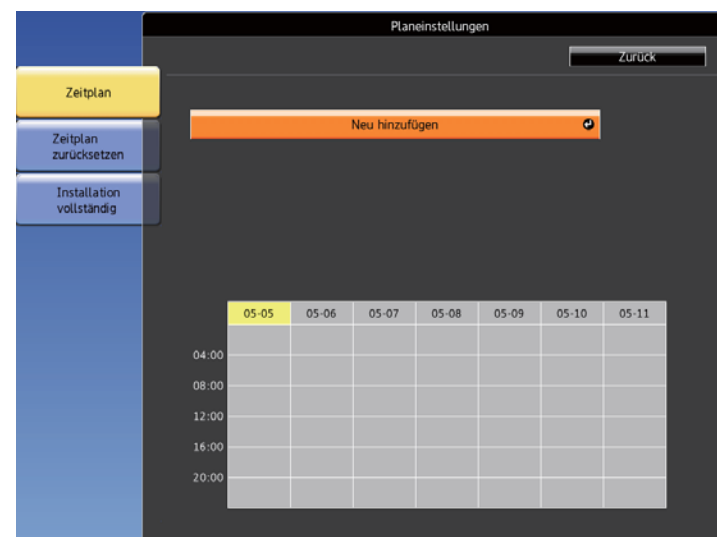 Planeinstellungen
Zurück
Zeitplan
Neu hinzufügen
Zeitplan
zurücksetzen
Installation
vollständig
05-05 05-06 05-07 05-08 05-09 05-10 05-11
04:00
08:00
12:00
16:00
20:00